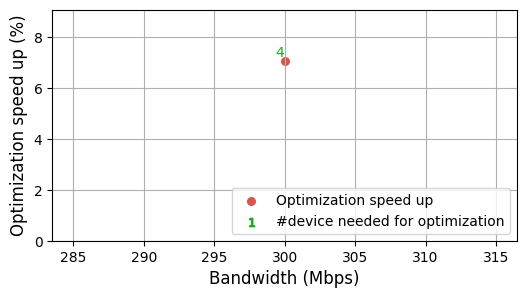 Optimization speed up (%)
8
6
4
2
0
4
Optimization speed up
1 #device needed for optimization
285 290 295 300 305 310 315
Bandwidth (Mbps)